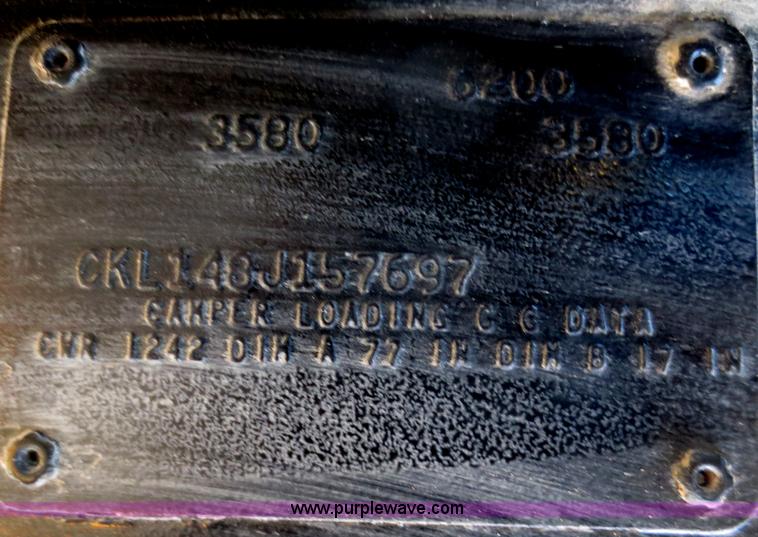 6200
3580 3580
CKL148J157697
CAMPER LOADING C G DATA
CWR 1242 DIM A 77 IN DIM B 17 IN
www.purplewave.com